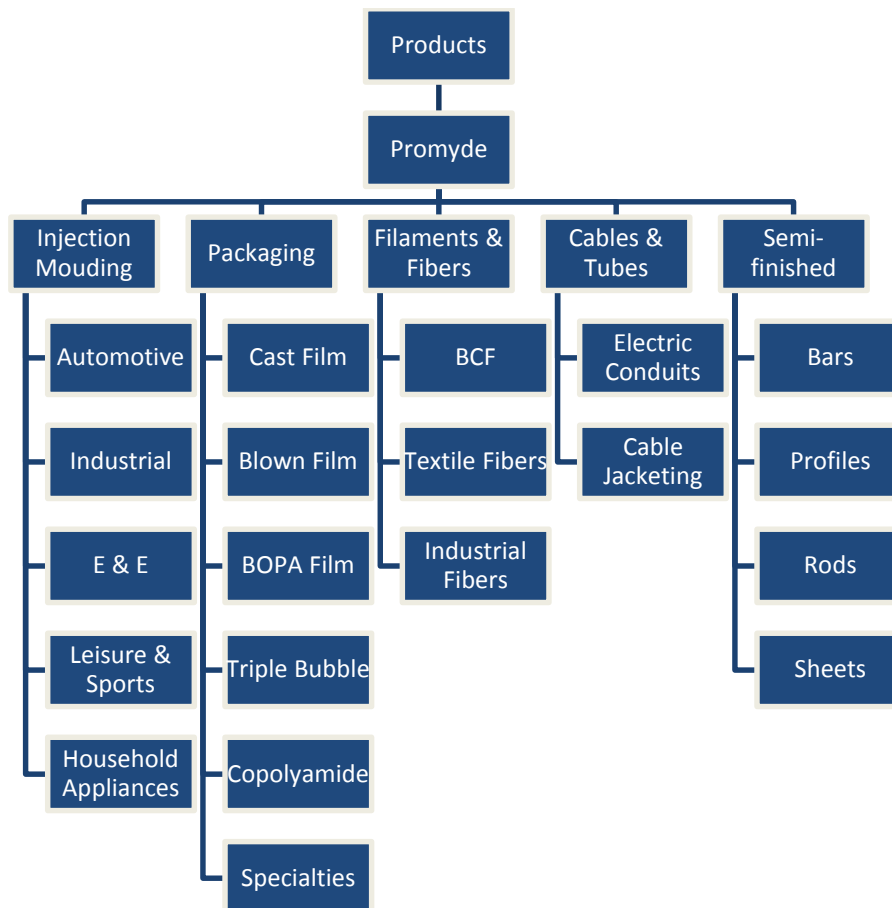 Products
Promyde
Injection
Mouding
Packaging
Filaments &
Fibers
Cables &
Tubes
Semi-
finished
Automotive
Cast Film
BCF
Electric
Conduits
Bars
Industrial
Blown Film
Textile Fibers
Cable
Jacketing
Profiles
E & E
BOPA Film
Industrial
Fibers
Rods
Leisure &
Sports
Triple Bubble
Sheets
Household
Appliances
Copolyamide
Specialties